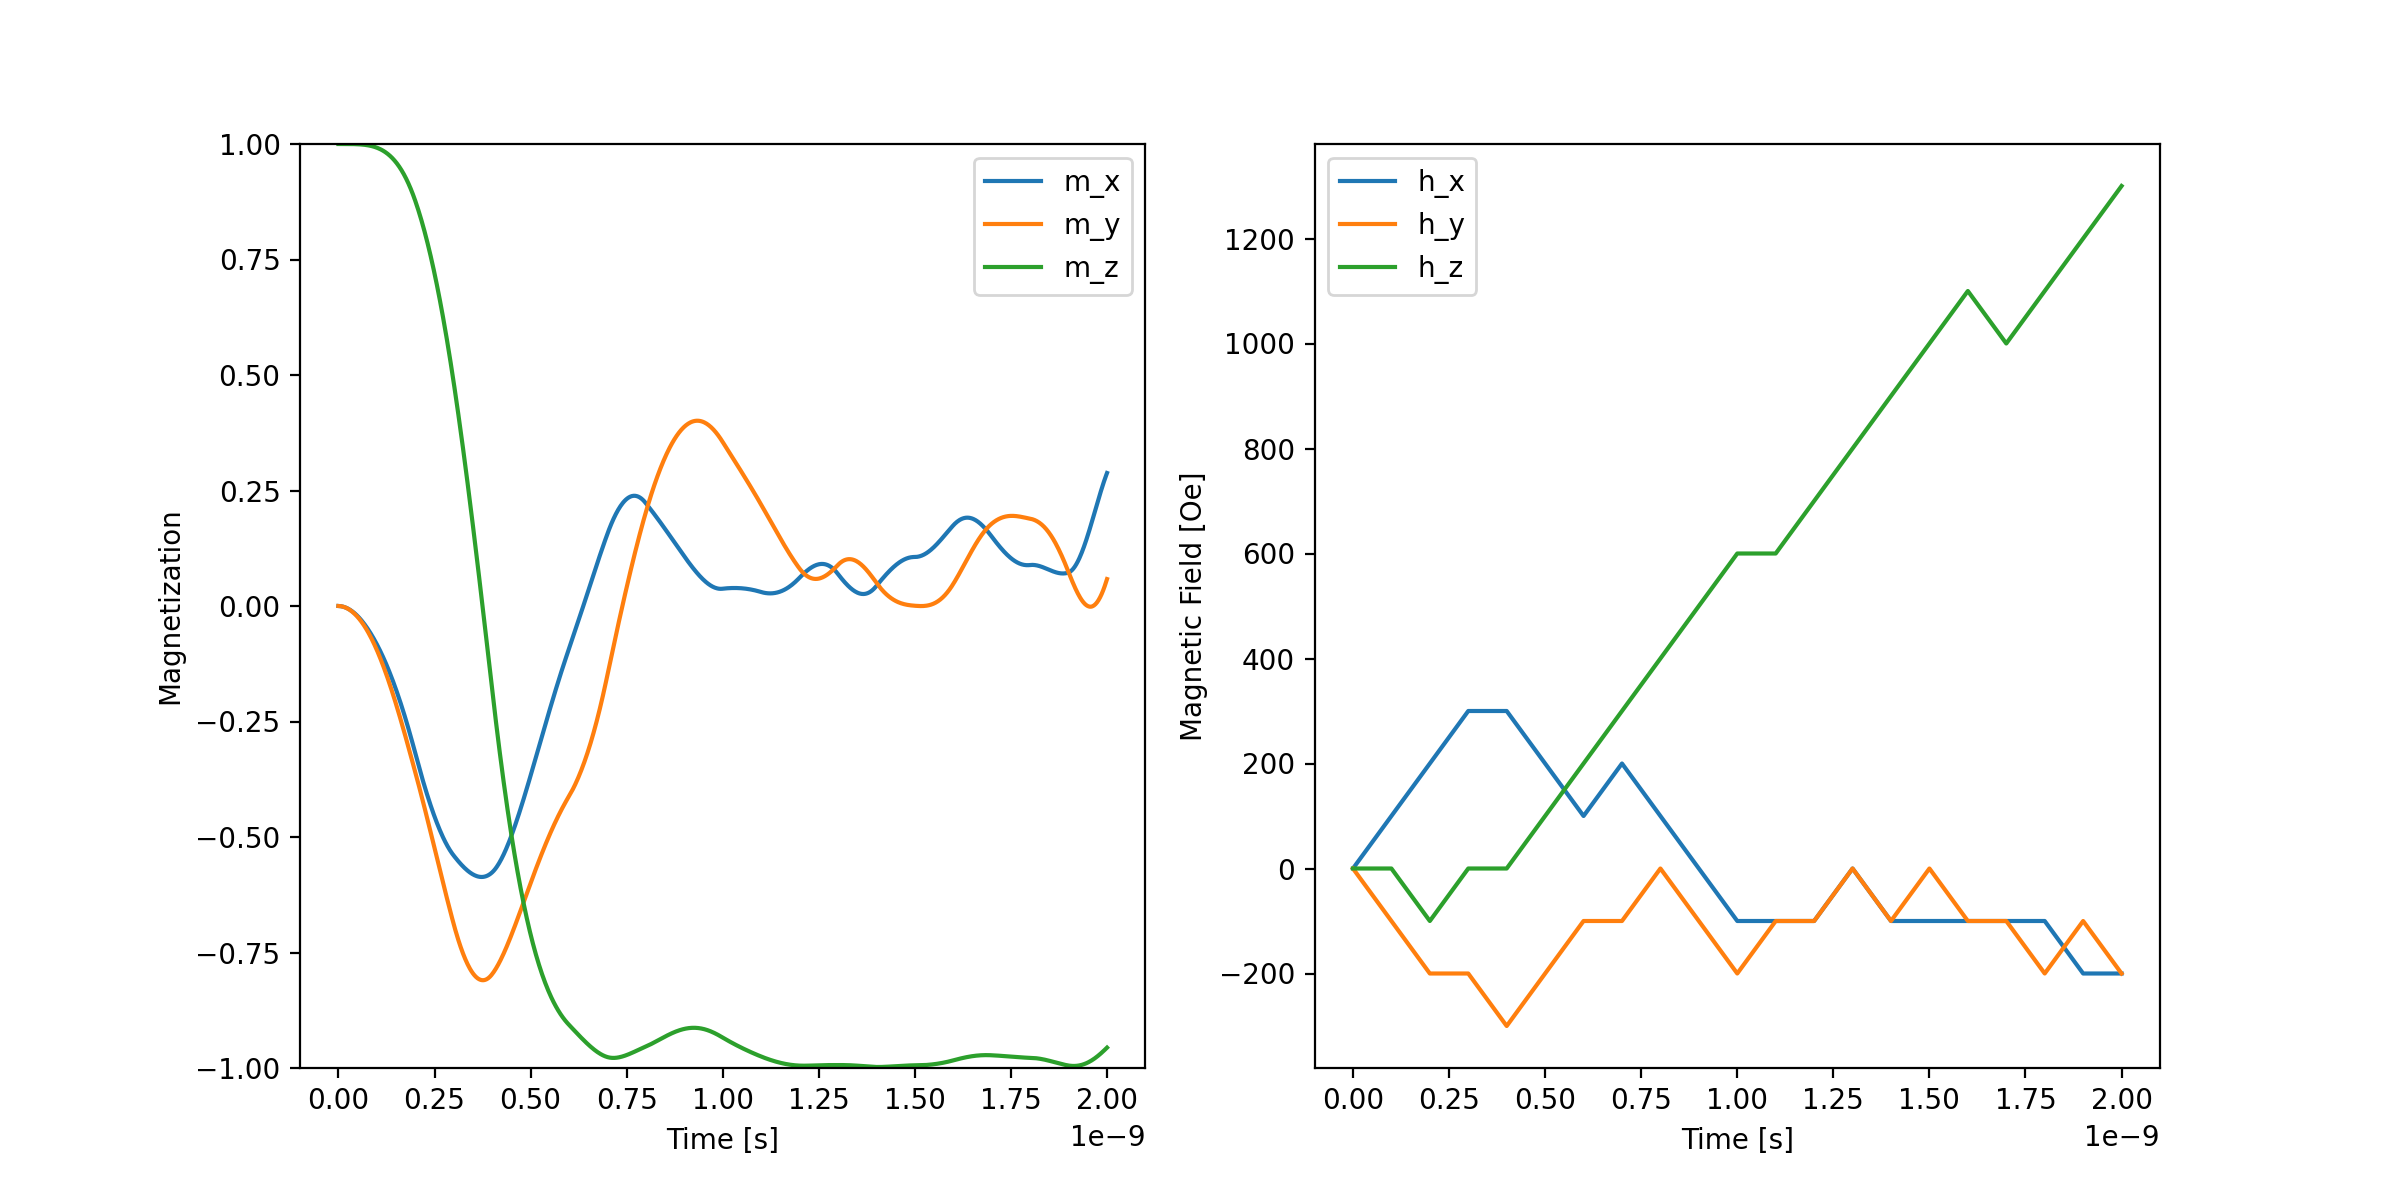 1.00
0.75
0.50
0.25
0.00
−0.25
−0.50
−0.75
−1.00
Magnetization
m_x
m_y
m_z
0.00 0.25 0.50 0.75 1.00 1.25 1.50 1.75 2.00
Time [s]
1e−9
1200
1000
800
600
400
200
0
−200
Magnetic Field [Oe]
h_x
h_y
h_z
0.00 0.25 0.50 0.75 1.00 1.25 1.50 1.75 2.00
Time [s]
1e−9